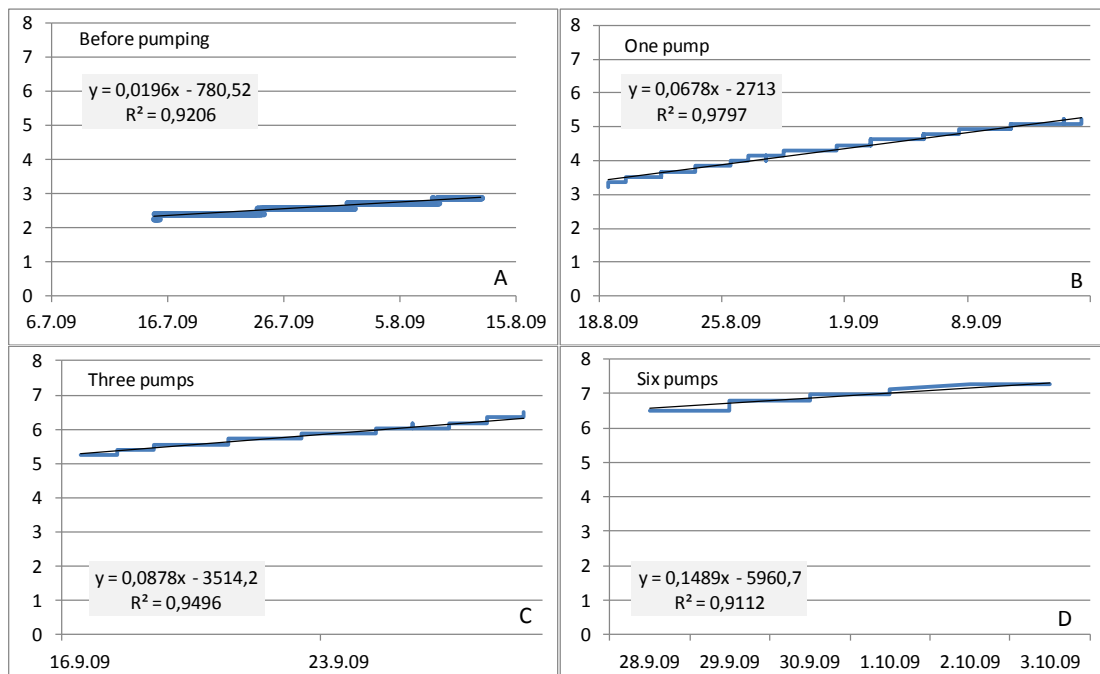 8
7
6
5
4
3
2
1
0
Before pumping
y = 0,0196x - 780,52
R² = 0,9206
A
6.7.09 16.7.09 26.7.09 5.8.09 15.8.09
8
7
6
5
4
3
2
1
0
One pump
y = 0,0678x - 2713
R² = 0,9797
B
18.8.09 25.8.09 1.9.09 8.9.09
8
7
6
5
4
3
2
1
0
Three pumps
y = 0,0878x - 3514,2
R² = 0,9496
C
16.9.09 23.9.09
8
7
6
5
4
3
2
1
0
Six pumps
y = 0,1489x - 5960,7
R² = 0,9112
D
28.9.09 29.9.09 30.9.09 1.10.09 2.10.09 3.10.09